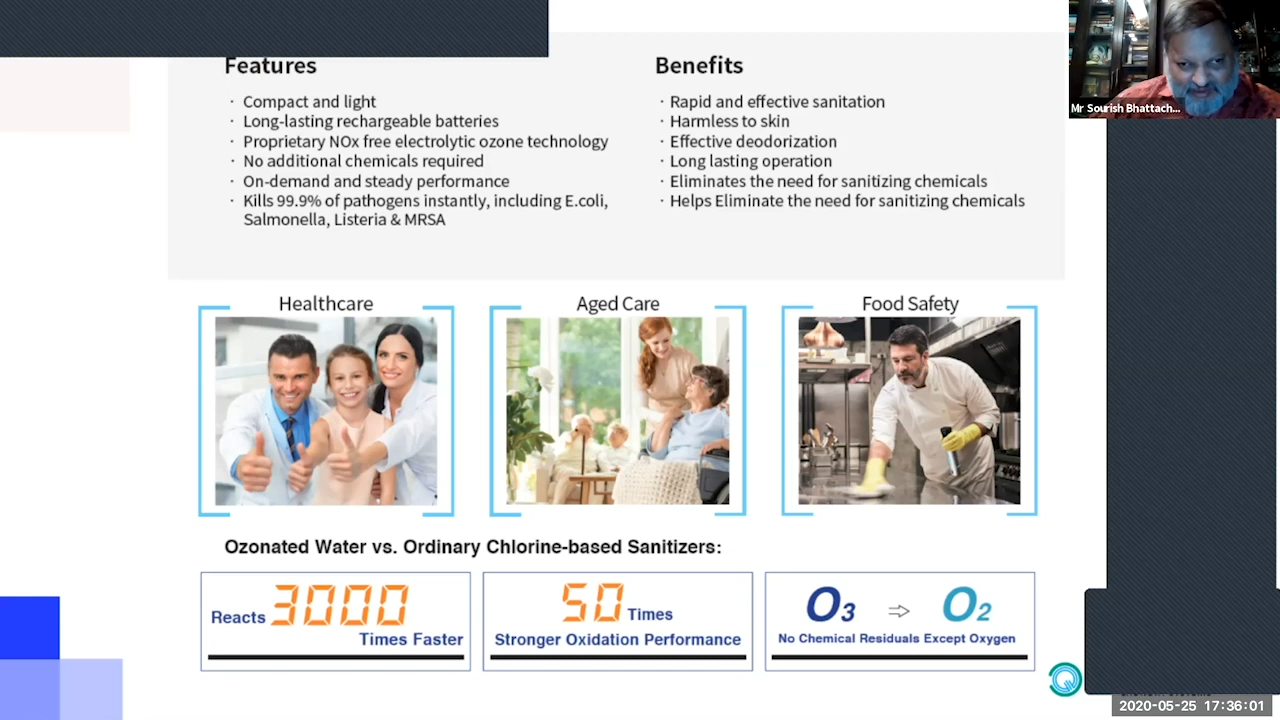 Features
· Compact and light
· Long-lasting rechargeable batteries
· Proprietary NOx free electrolytic ozone technology
· No additional chemicals required
· On-demand and steady performance
· Kills 99.9% of pathogens instantly, including E.coli,
Salmonella, Listeria & MRSA
Benefits
· Rapid and effective sanitation
· Harmless to skin
· Effective deodorization
· Long lasting operation
· Eliminates the need for sanitizing chemicals
· Helps Eliminate the need for sanitizing chemicals
Mr Sourish Bhattach...
Healthcare
Aged Care
Food Safety
Ozonated Water vs. Ordinary Chlorine-based Sanitizers:
Reacts 3000
Times Faster
50 Times
Stronger Oxidation Performance
O3 ⇨ O2
No Chemical Residuals Except Oxygen
2020-05-25 17:36:01